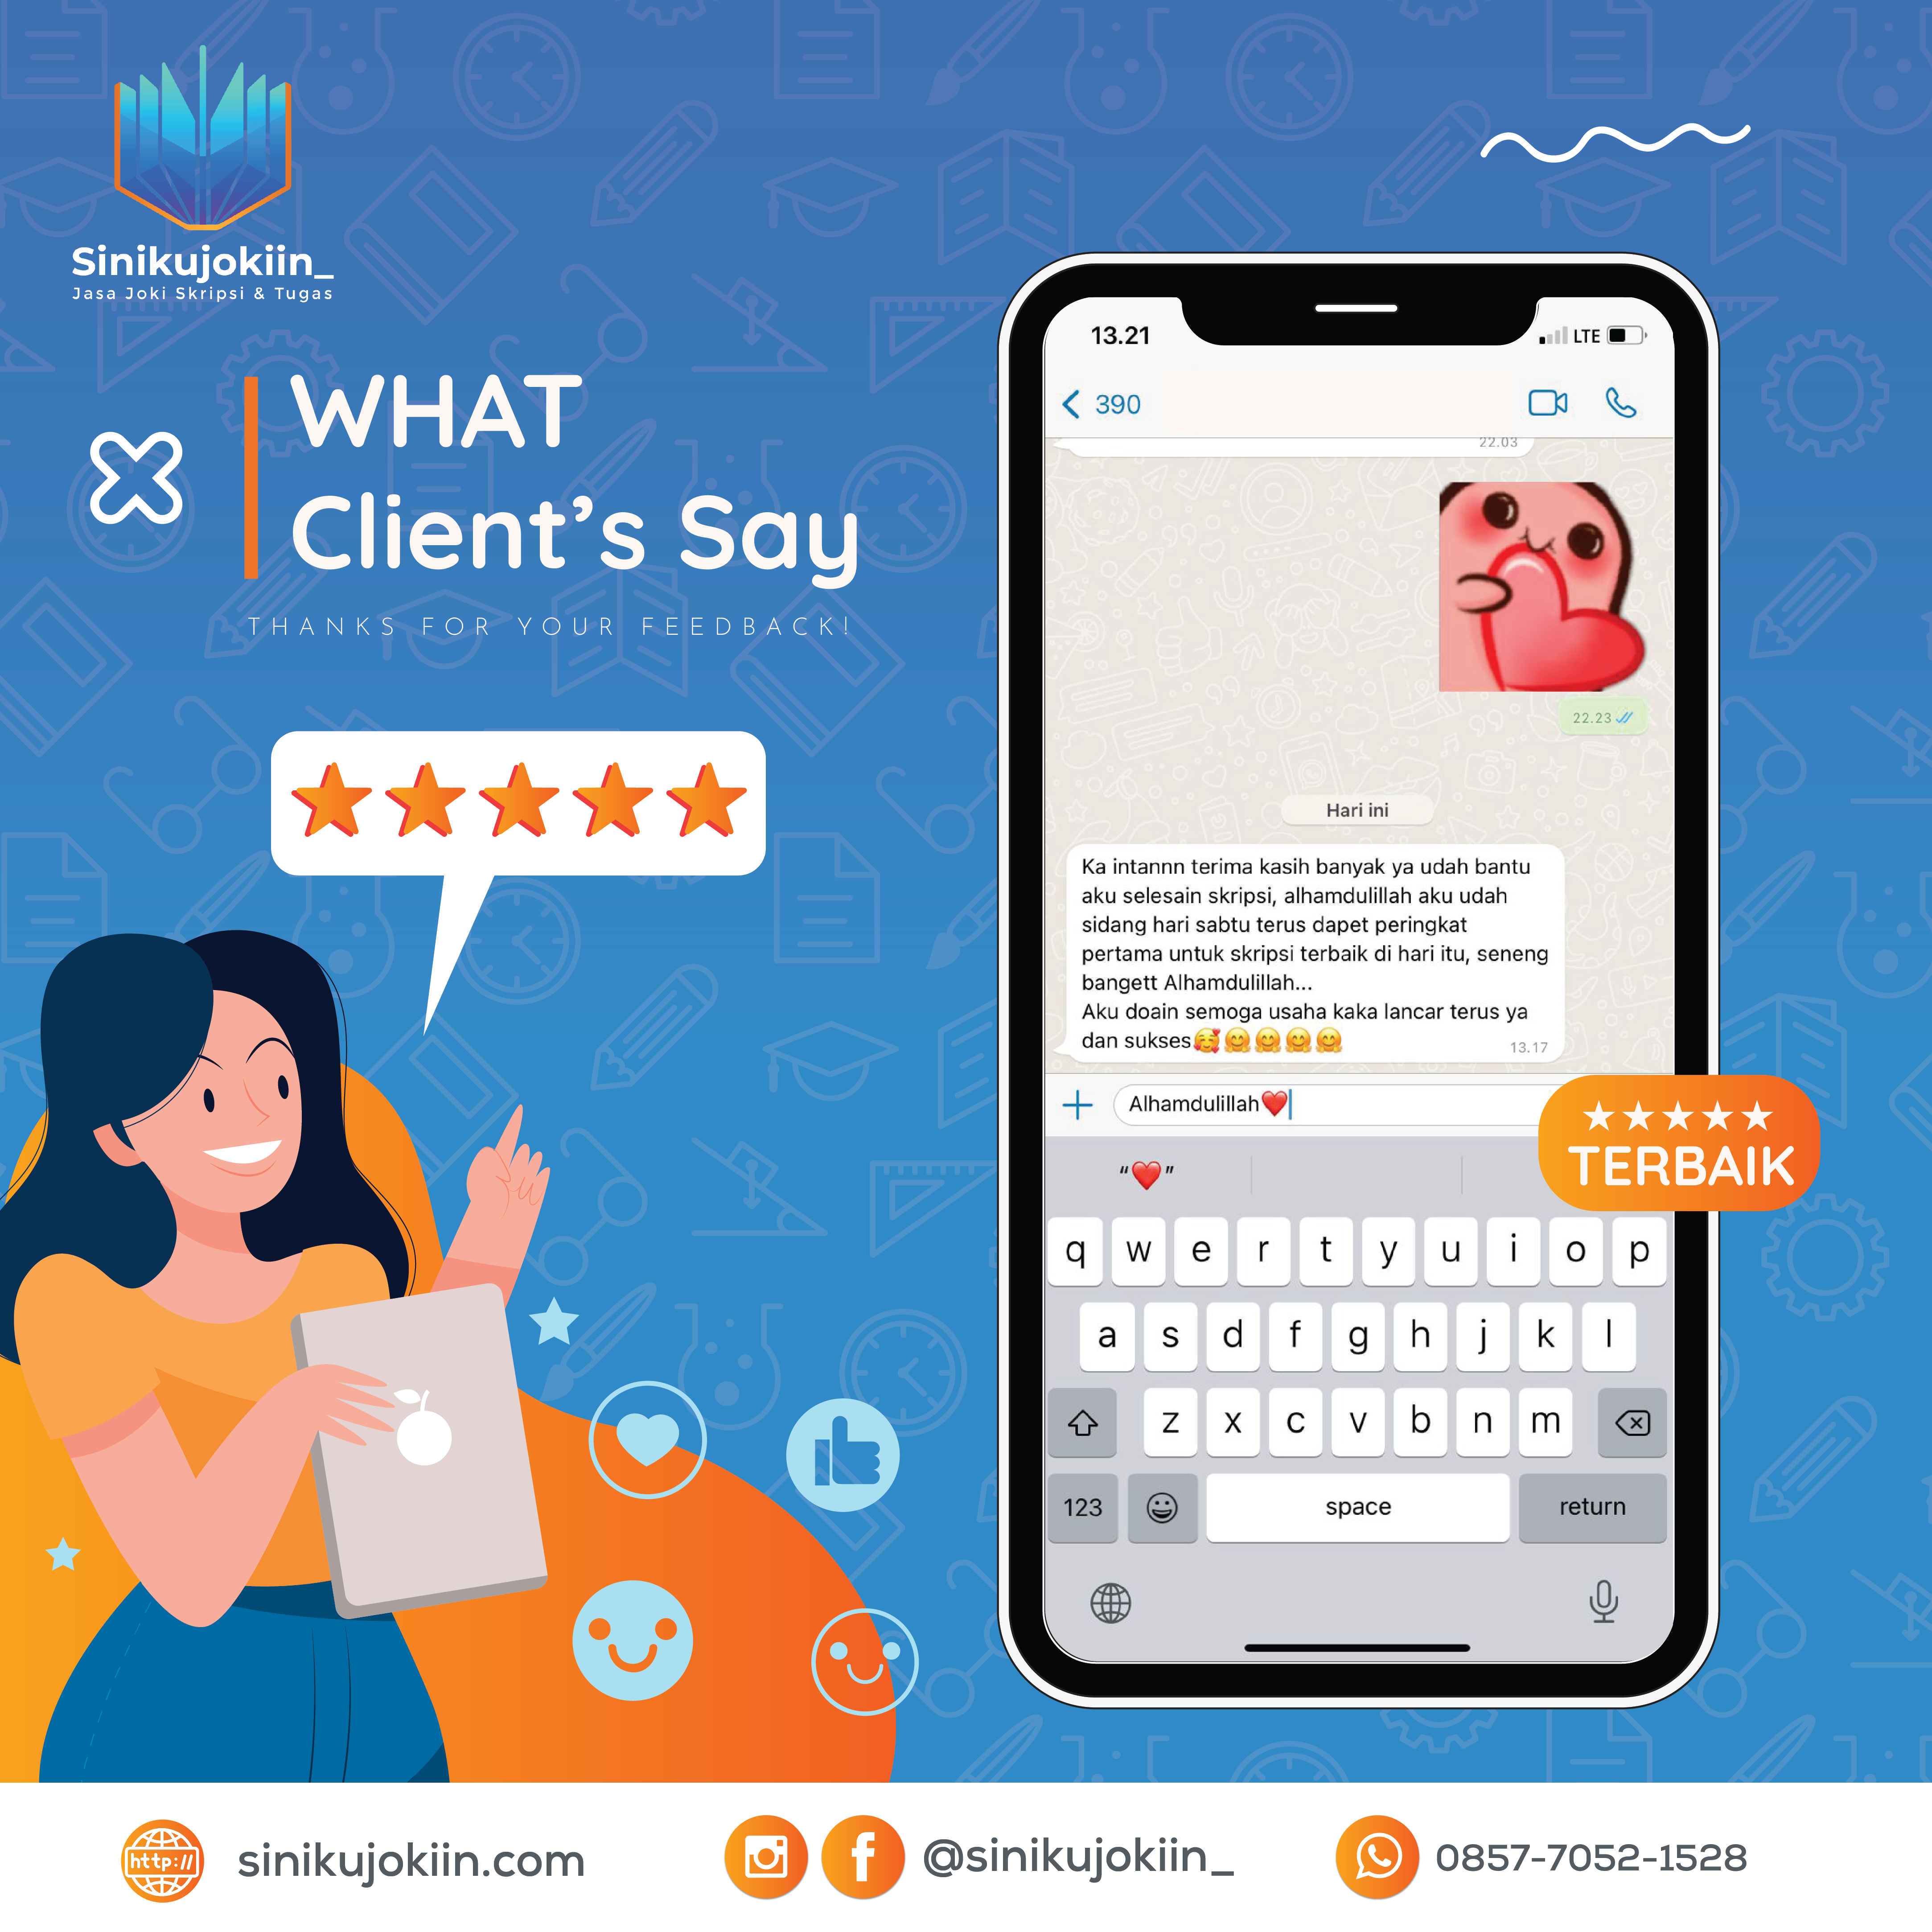 Sinikujokiin_
Jasa Joki Skripsi & Tugas
WHAT
Client's Say
THANKS FOR YOUR FEEDBACK!
13.21
LTE
390
22.03
22.23
Hari ini
Ka intannn terima kasih banyak ya udah bantu
aku selesain skripsi, alhamdulillah aku udah
sidang hari sabtu terus dapet peringkat
pertama untuk skripsi terbaik di hari itu, seneng
bangett Alhamdulillah...
Aku doain semoga usaha kaka lancar terus ya
dan sukses🥰🤗🤗🤗🤗
13.17
Alhamdulillah❤️
TERBAIK
"❤️"
q w e r t y u i o p
a s d f g h j k l
z x c v b n m
123 space return
http://
sinikujokiin.com
@sinikujokiin_
0857-7052-1528